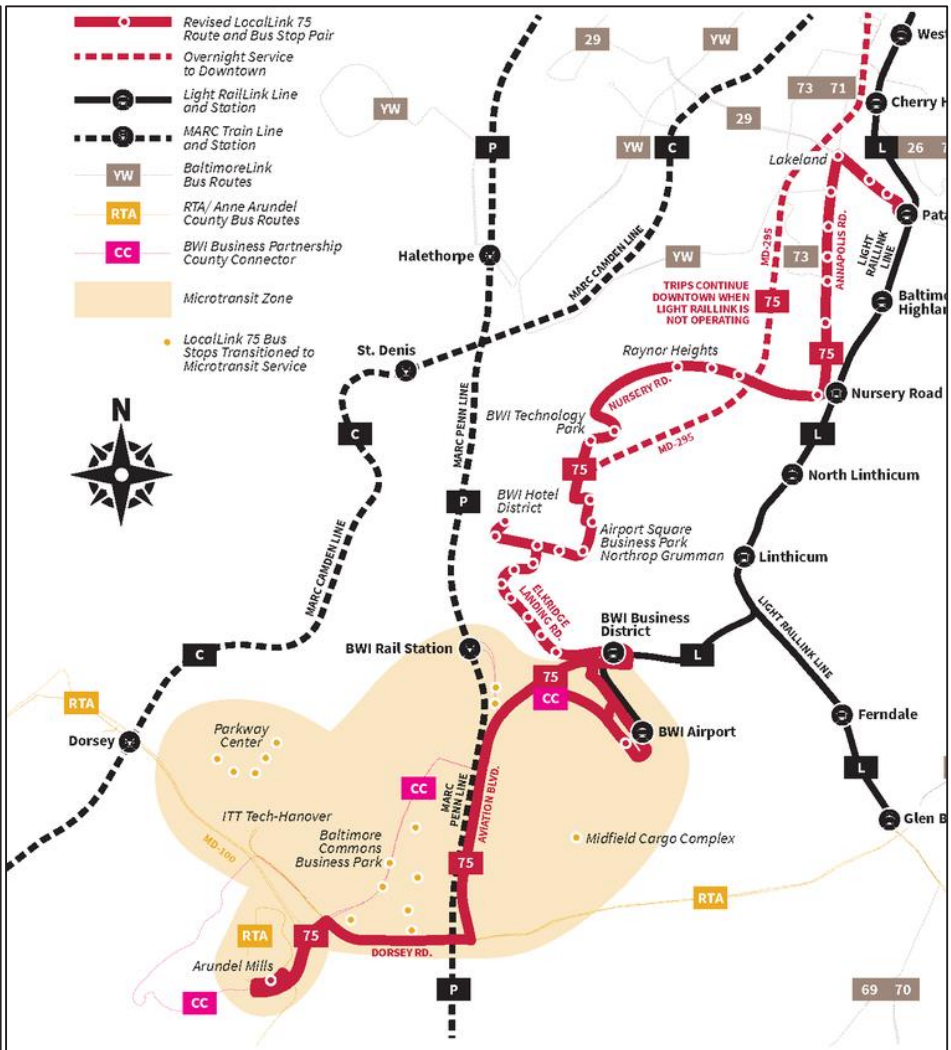 Revised LocalLink 75
Route and Bus Stop Pair
Overnight Service
to Downtown
Light RailLink Line
and Station
MARC Train Line
and Station
YW
BaltimoreLink
Bus Routes
RTA
RTA/ Anne Arundel
County Bus Routes
CC
BWI Business Partnership
County Connector
Microtransit Zone
LocalLink 75 Bus
Stops Transitioned to
Microtransit Service
N
29
YW
West
73 71
YW
29
Cherry H
P
YW
C
Lakeland
L
26 7
Pata
MD-295
ANNAPOLIS RD.
LIGHT
RAILLINK
LINE
Halethorpe
MARC CAMDEN LINE
YW
73
TRIPS CONTINUE
DOWNTOWN WHEN
LIGHT RAILLINK IS
NOT OPERATING
75
Baltimo
Highlan
St. Denis
Raynor Heights
75
NURSERY RD.
Nursery Road
MARC PENN LINE
BWI Technology
Park
C
MD-295
L
75
North Linthicum
P
BWI Hotel
District
Airport Square
Business Park
Northrop Grumman
Linthicum
MARC CAMDEN LINE
ELKRIDGE
LANDING RD.
LIGHT RAILLINK LINE
BWI Business
District
C
BWI Rail Station
L
75
CC
RTA
Dorsey
Parkway
Center
BWI Airport
Ferndale
L
CC
MARC
PENN LINE
AVIATION BLVD.
ITT Tech-Hanover
Baltimore
Commons
Business Park
Midfield Cargo Complex
Glen B
MD-100
75
RTA
RTA
75
DORSEY RD.
Arundel Mills
CC
P
69 70